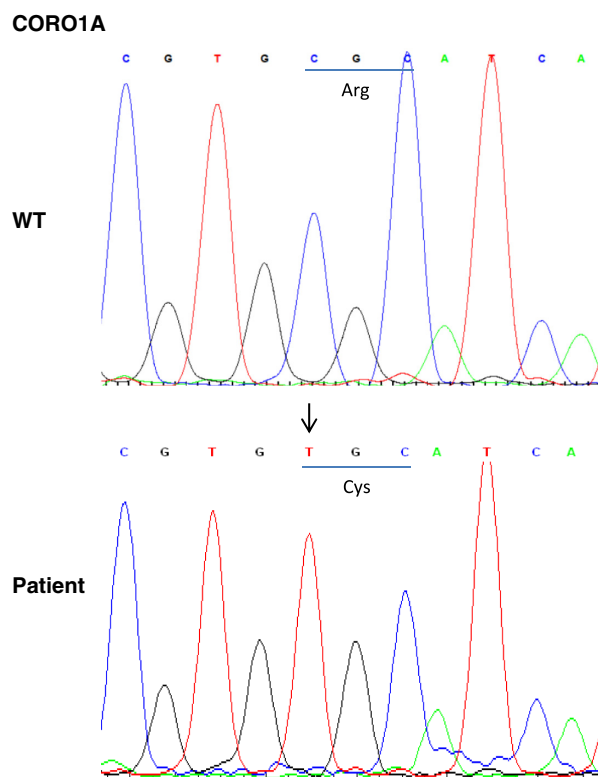 CORO1A
C G T G C G C A T C A
Arg
WT
C G T G T G C A T C A
Cys
Patient